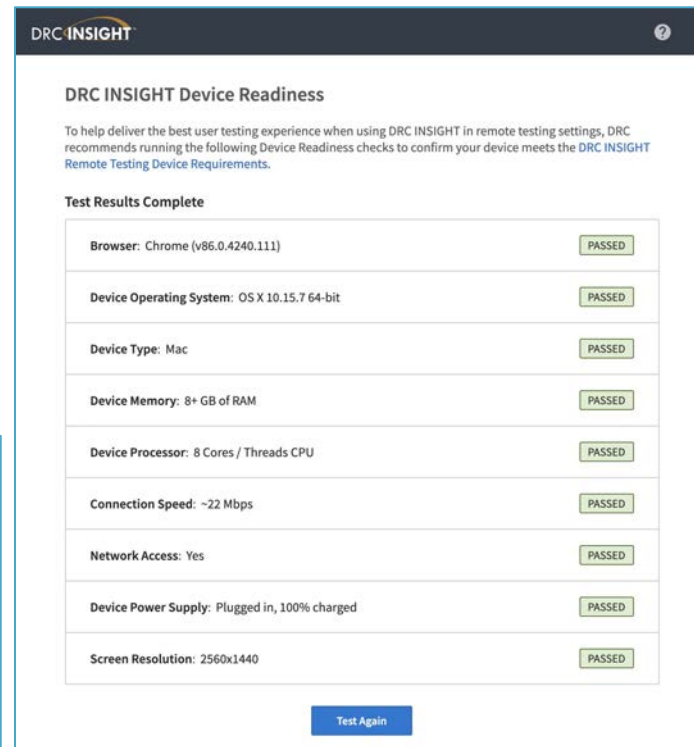 DRC INSIGHT
DRC INSIGHT Device Readiness
To help deliver the best user testing experience when using DRC INSIGHT in remote testing settings, DRC
recommends running the following Device Readiness checks to confirm your device meets the DRC INSIGHT
Remote Testing Device Requirements.
Test Results Complete
Browser: Chrome (v86.0.4240.111) PASSED
Device Operating System: OS X 10.15.7 64-bit PASSED
Device Type: Mac PASSED
Device Memory: 8+ GB of RAM PASSED
Device Processor: 8 Cores / Threads CPU PASSED
Connection Speed: ~22 Mbps PASSED
Network Access: Yes PASSED
Device Power Supply: Plugged in, 100% charged PASSED
Screen Resolution: 2560x1440 PASSED
Test Again